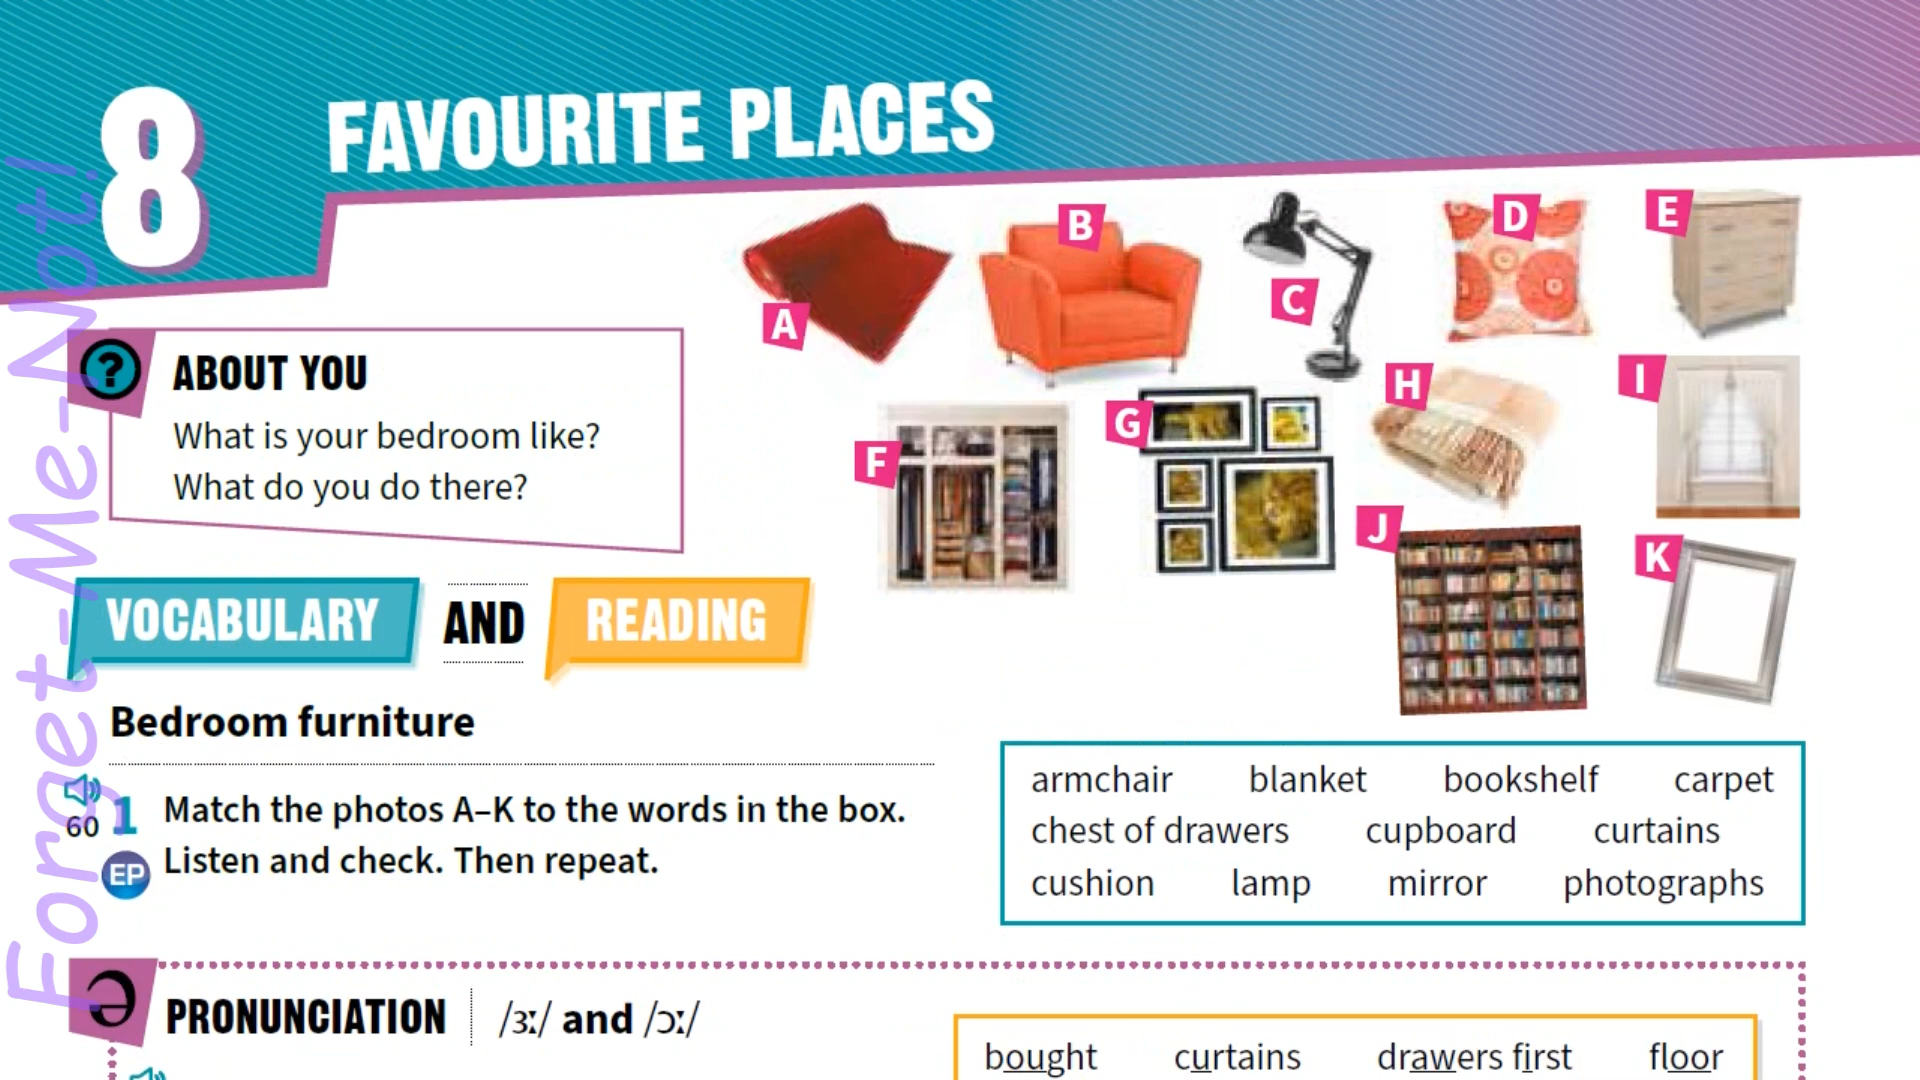 8
FAVOURITE PLACES
Forget-Me-Not!
?
ABOUT YOU
What is your bedroom like?
What do you do there?
A
B
C
D
E
F
G
H
I
J
K
VOCABULARY AND READING
Bedroom furniture
60 1 Match the photos A–K to the words in the box.
EP Listen and check. Then repeat.
armchair blanket bookshelf carpet
chest of drawers cupboard curtains
cushion lamp mirror photographs
ə PRONUNCIATION /ɜː/ and /ɔː/
bought curtains drawers first floor